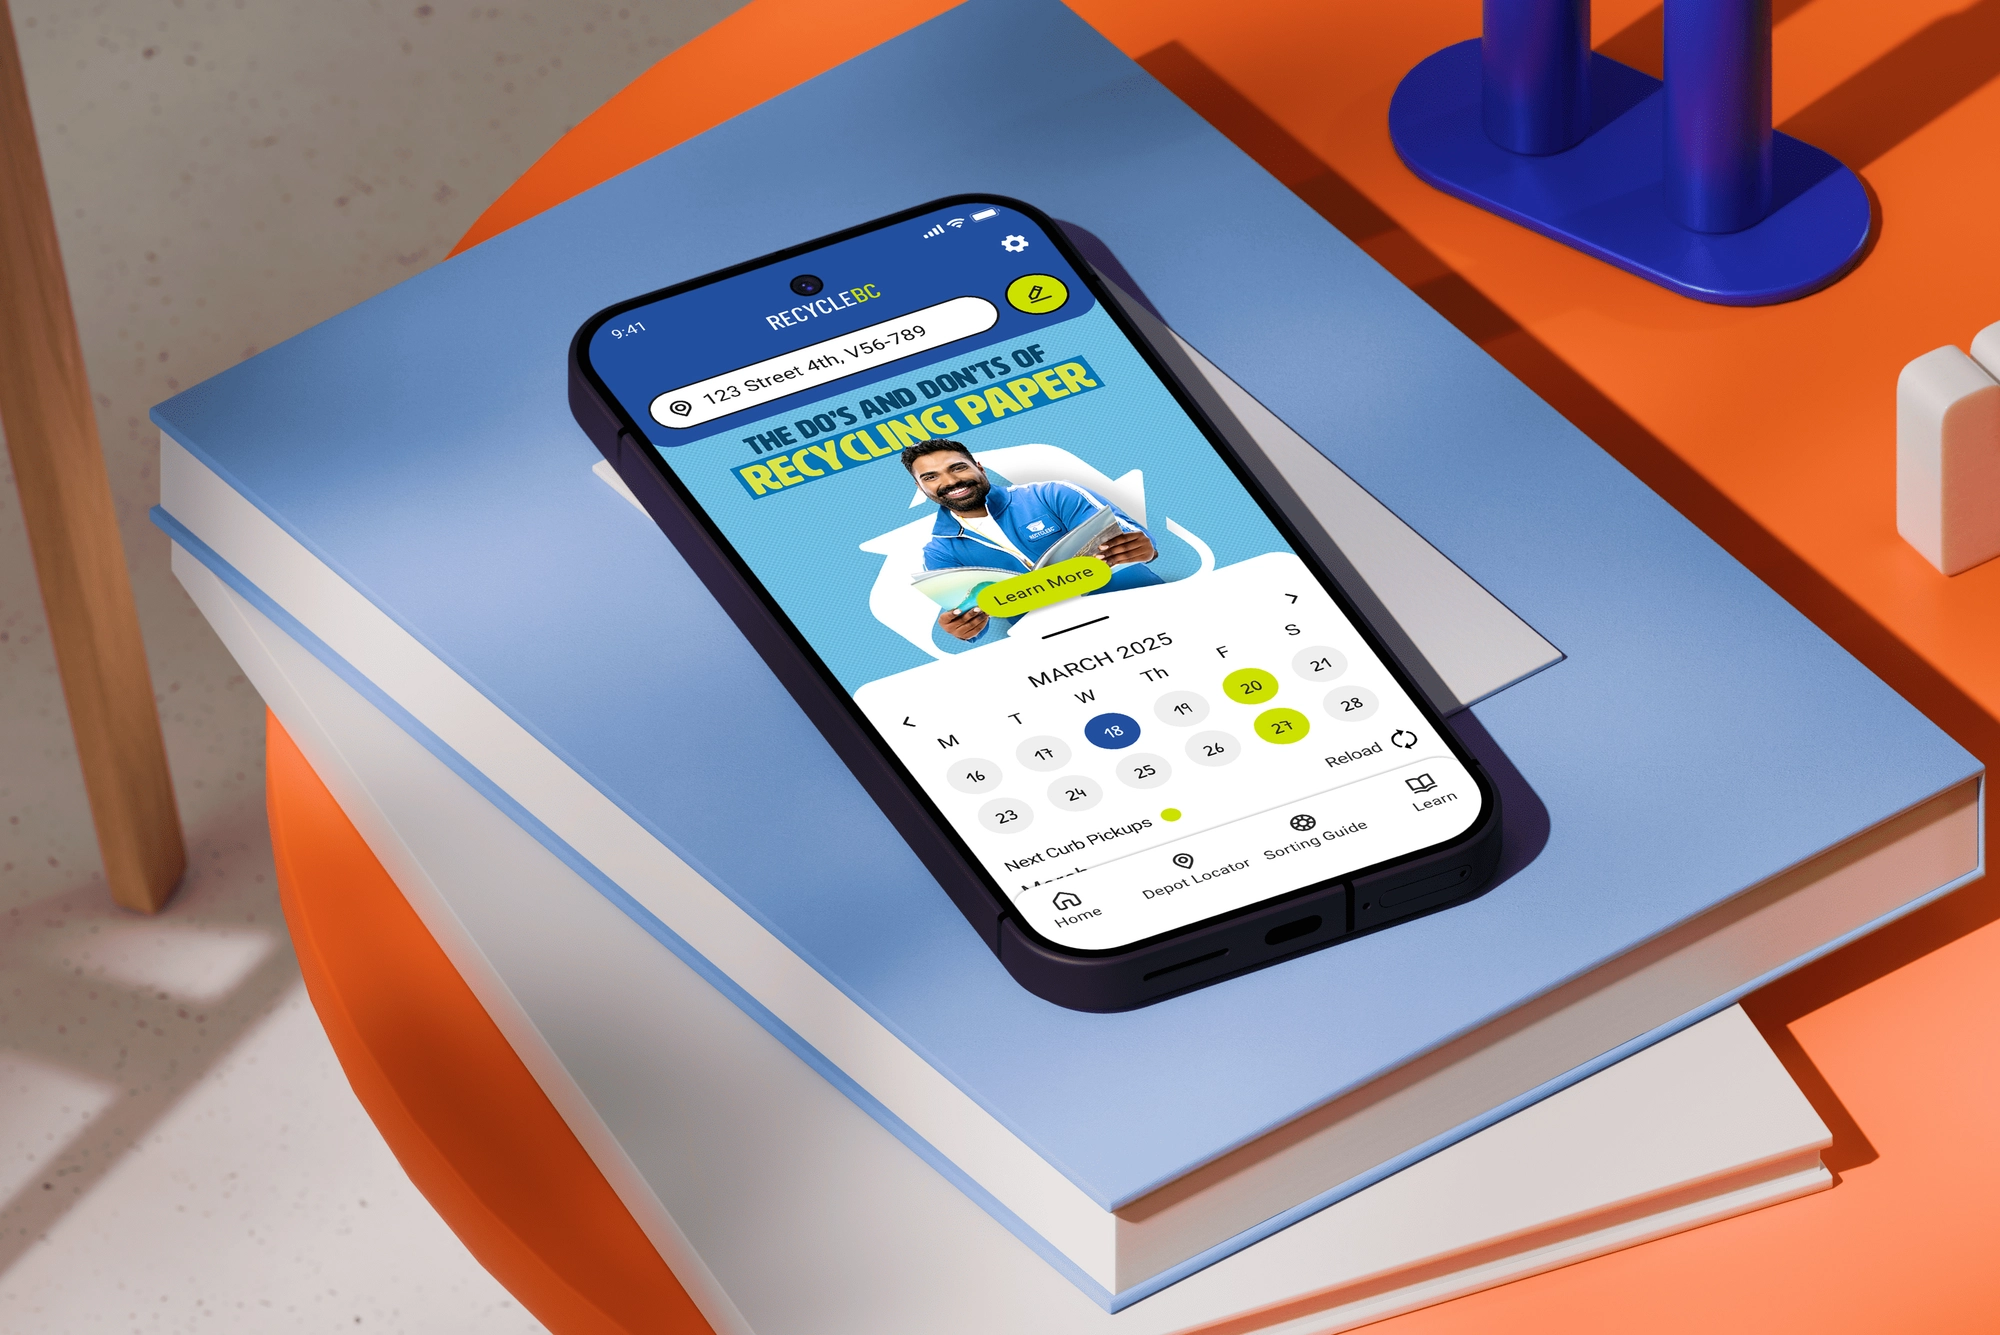 9:41
RECYCLEBC
123 Street 4th, V56-789
THE DO'S AND DON'TS OF
RECYCLING PAPER
RECYCLEBC
Learn More
MARCH 2025
M T W Th F S
16 17 18 19 20 21
23 24 25 26 27 28
Reload
Next Curb Pickups
Home Depot Locator Sorting Guide Learn